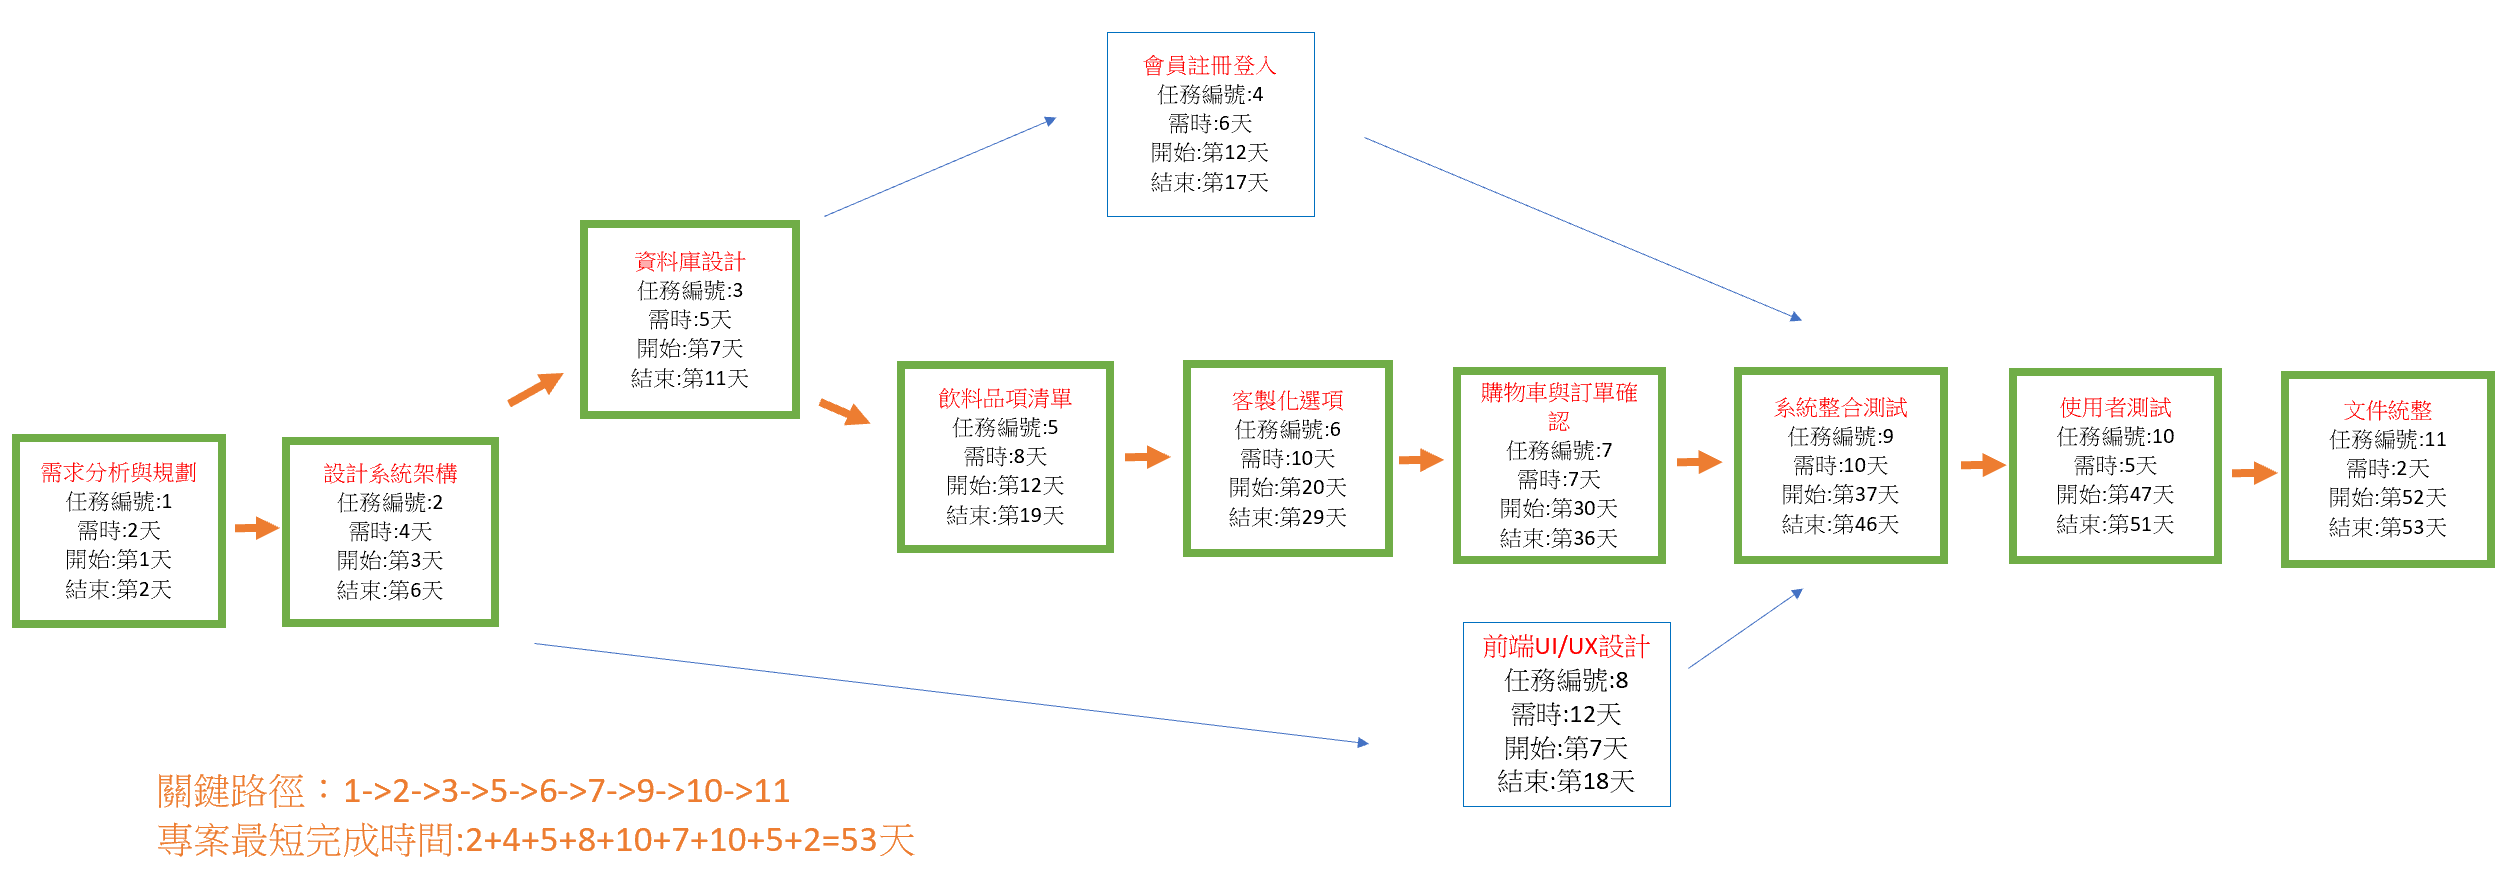 會員註冊登入
任務編號:4
需時:6天
開始:第12天
結束:第17天
資料庫設計
任務編號:3
需時:5天
開始:第7天
結束:第11天
需求分析與規劃
任務編號:1
需時:2天
開始:第1天
結束:第2天
設計系統架構
任務編號:2
需時:4天
開始:第3天
結束:第6天
飲料品項清單
任務編號:5
需時:8天
開始:第12天
結束:第19天
客製化選項
任務編號:6
需時:10天
開始:第20天
結束:第29天
購物車與訂單確
認
任務編號:7
需時:7天
開始:第30天
結束:第36天
系統整合測試
任務編號:9
需時:10天
開始:第37天
結束:第46天
使用者測試
任務編號:10
需時:5天
開始:第47天
結束:第51天
文件統整
任務編號:11
需時:2天
開始:第52天
結束:第53天
前端UI/UX設計
任務編號:8
需時:12天
開始:第7天
結束:第18天
關鍵路徑：1->2->3->5->6->7->9->10->11
專案最短完成時間:2+4+5+8+10+7+10+5+2=53天